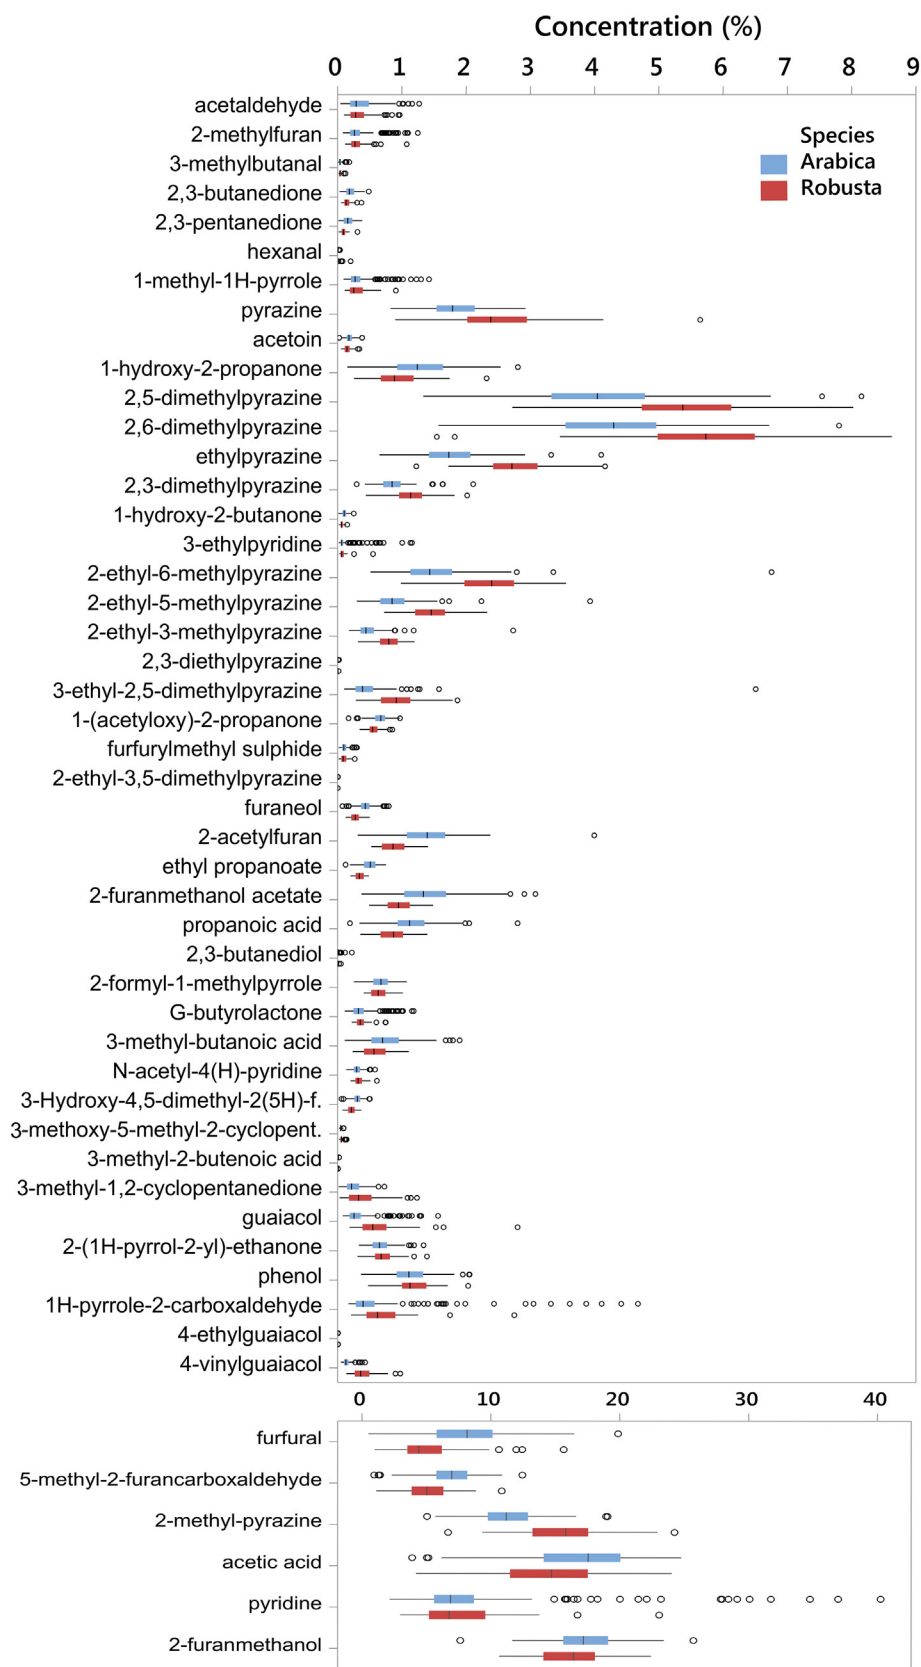 Concentration (%)
0 1 2 3 4 5 6 7 8 9
Species
Arabica
Robusta
acetaldehyde
2-methylfuran
3-methylbutanal
2,3-butanedione
2,3-pentanedione
hexanal
1-methyl-1H-pyrrole
pyrazine
acetoin
1-hydroxy-2-propanone
2,5-dimethylpyrazine
2,6-dimethylpyrazine
ethylpyrazine
2,3-dimethylpyrazine
1-hydroxy-2-butanone
3-ethylpyridine
2-ethyl-6-methylpyrazine
2-ethyl-5-methylpyrazine
2-ethyl-3-methylpyrazine
2,3-diethylpyrazine
3-ethyl-2,5-dimethylpyrazine
1-(acetyloxy)-2-propanone
furfurylmethyl sulphide
2-ethyl-3,5-dimethylpyrazine
furaneol
2-acetylfuran
ethyl propanoate
2-furanmethanol acetate
propanoic acid
2,3-butanediol
2-formyl-1-methylpyrrole
G-butyrolactone
3-methyl-butanoic acid
N-acetyl-4(H)-pyridine
3-Hydroxy-4,5-dimethyl-2(5H)-f.
3-methoxy-5-methyl-2-cyclopent.
3-methyl-2-butenoic acid
3-methyl-1,2-cyclopentanedione
guaiacol
2-(1H-pyrrol-2-yl)-ethanone
phenol
1H-pyrrole-2-carboxaldehyde
4-ethylguaiacol
4-vinylguaiacol
0 10 20 30 40
furfural
5-methyl-2-furancarboxaldehyde
2-methyl-pyrazine
acetic acid
pyridine
2-furanmethanol